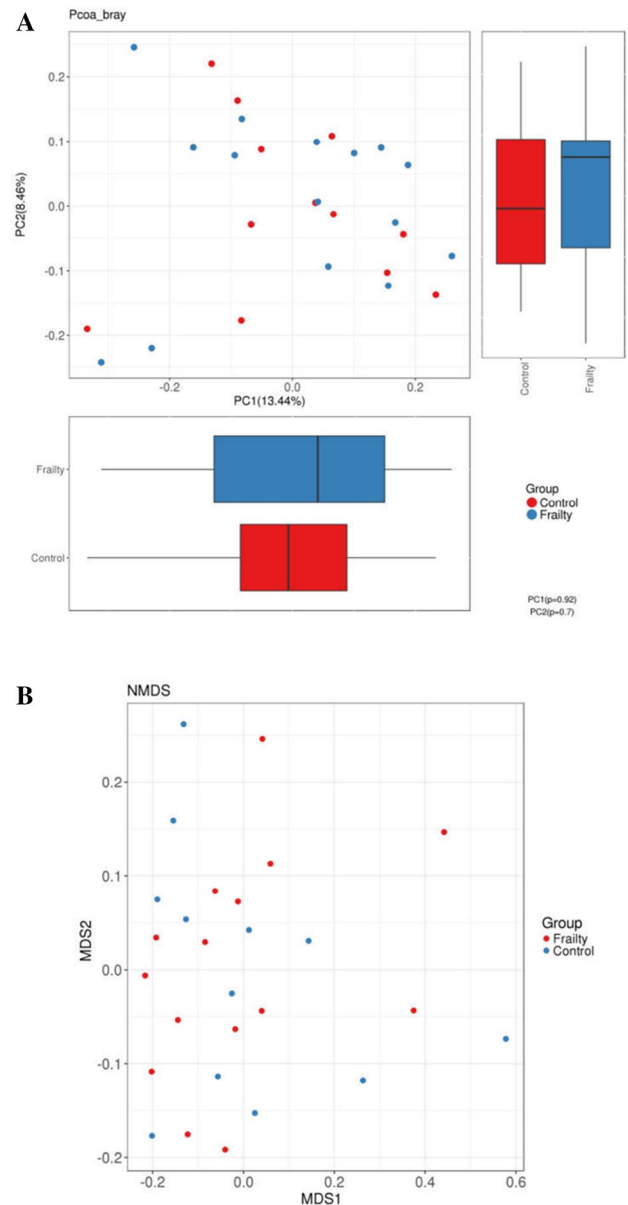 A
Pcoa_bray
0.2
0.1
0.0
-0.1
-0.2
PC2(8.46%)
-0.2
0.0
0.2
PC1(13.44%)
Control
Frailty
Frailty
Control
Group
Control
Frailty
PC1(p=0.92)
PC2(p=0.7)
B
NMDS
0.2
0.1
0.0
-0.1
-0.2
MDS2
-0.2
0.0
0.2
0.4
0.6
MDS1
Group
Frailty
Control